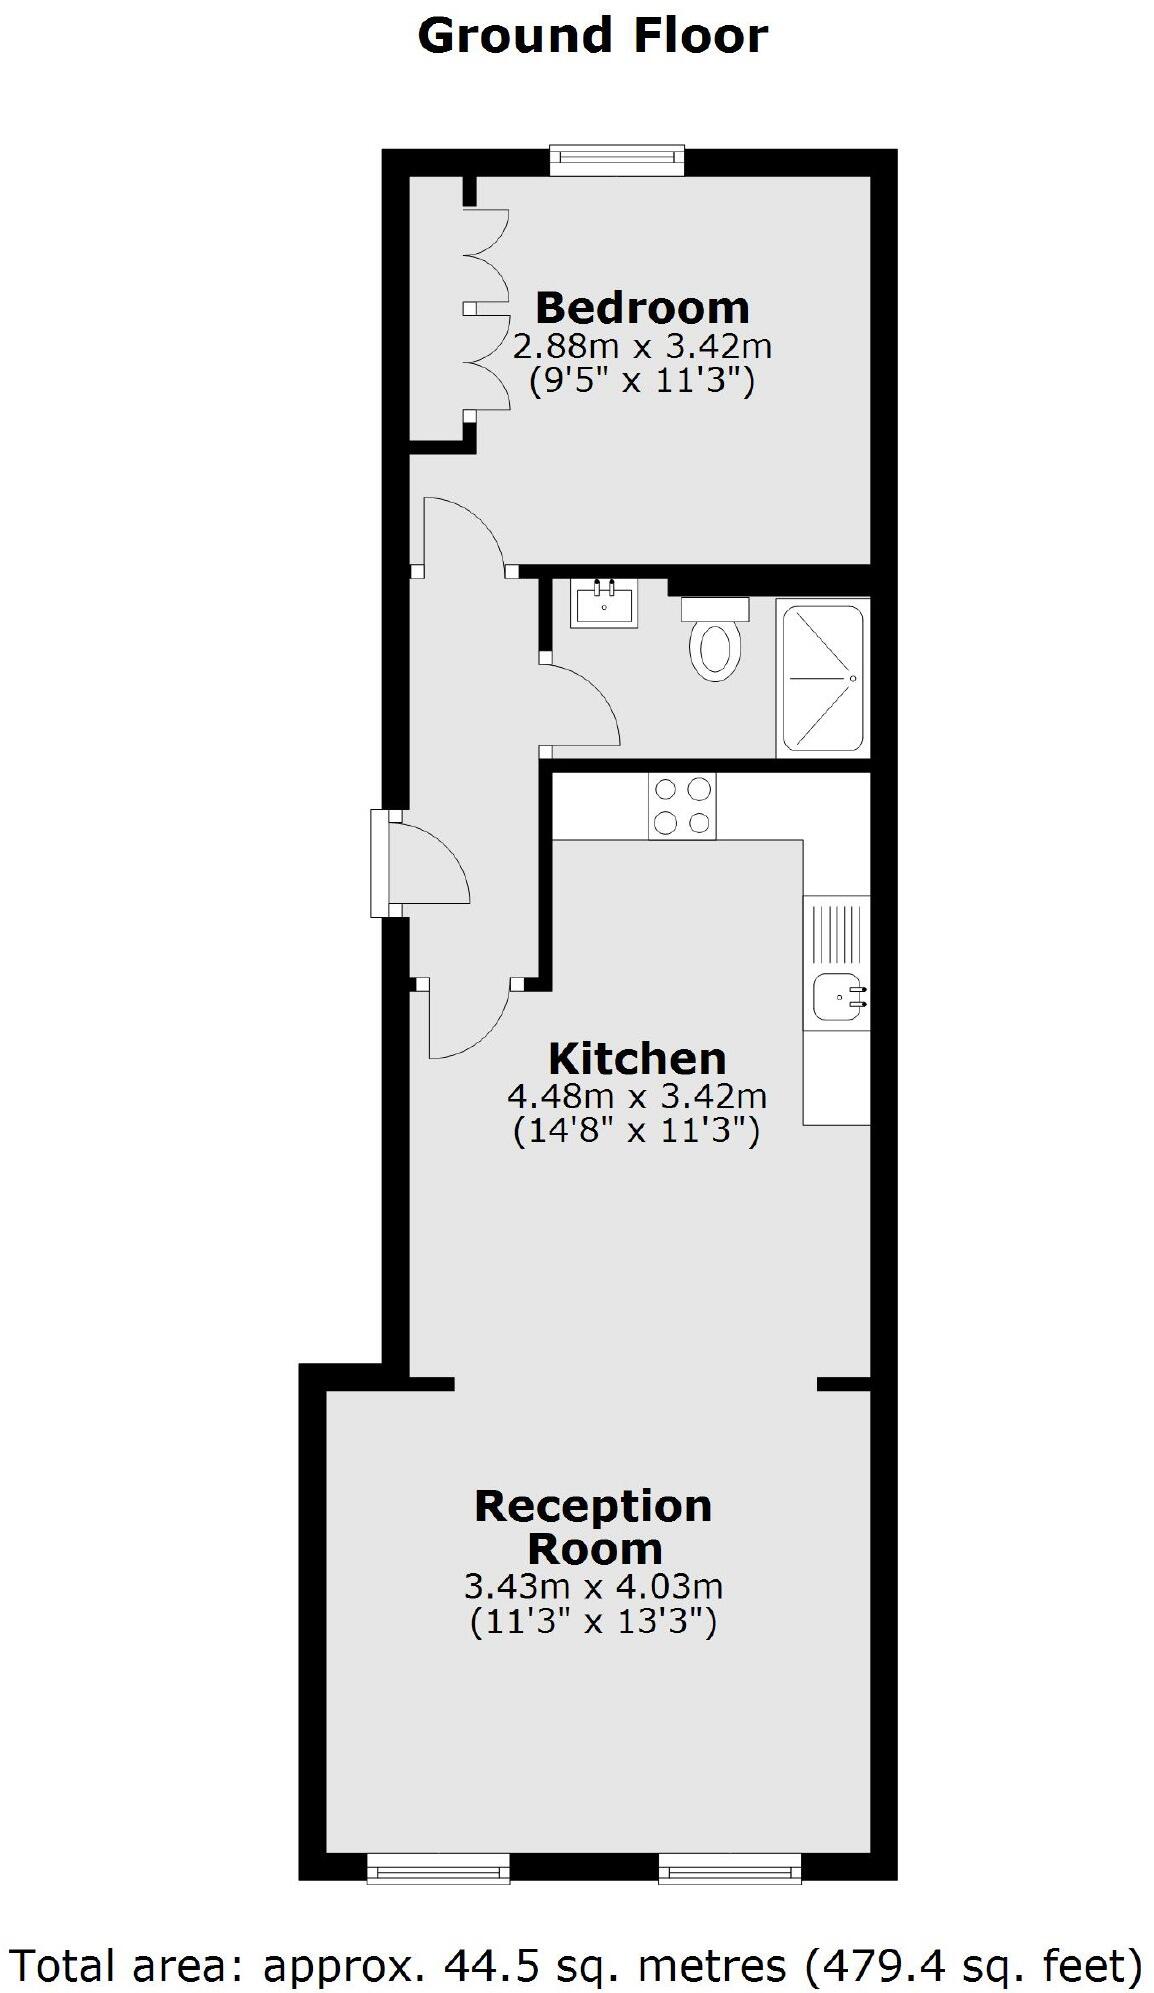 Ground Floor
Bedroom
2.88m x 3.42m
(9'5" x 11'3")
Kitchen
4.48m x 3.42m
(14'8" x 11'3")
Reception
Room
3.43m x 4.03m
(11'3" x 13'3")
Total area: approx. 44.5 sq. metres (479.4 sq. feet)